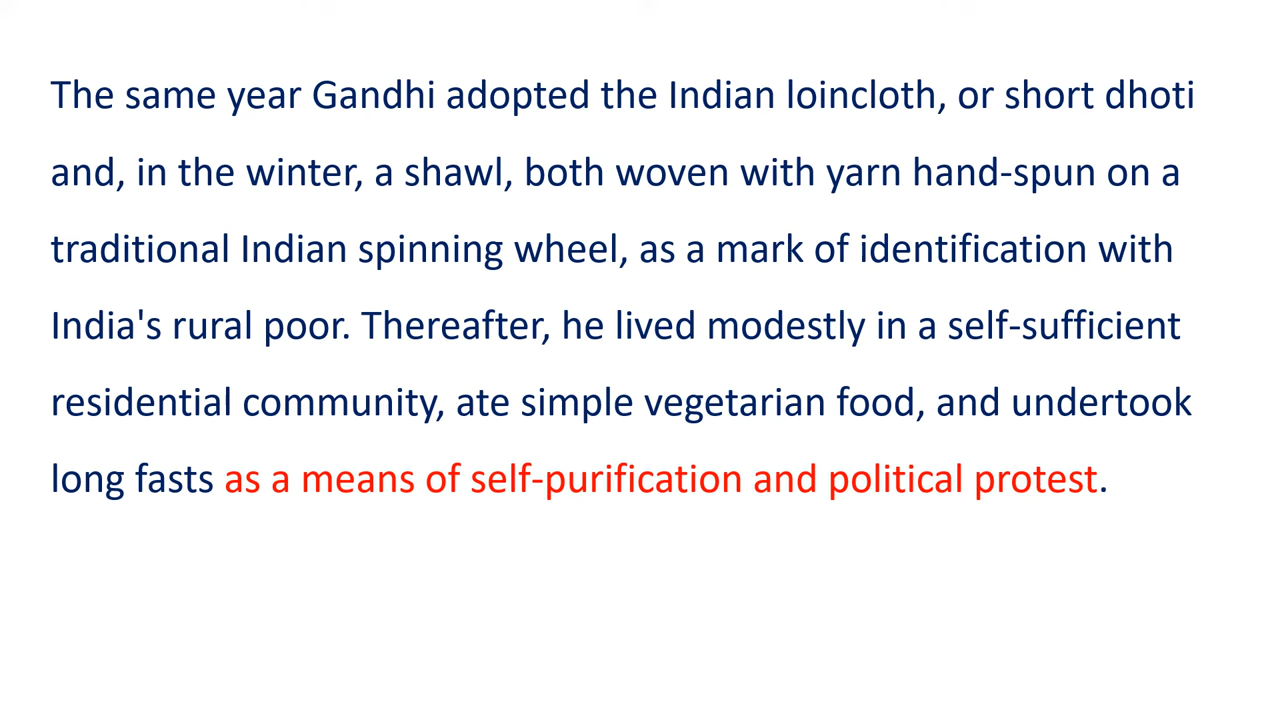 The same year Gandhi adopted the Indian loincloth, or short dhoti
and, in the winter, a shawl, both woven with yarn hand-spun on a
traditional Indian spinning wheel, as a mark of identification with
India's rural poor. Thereafter, he lived modestly in a self-sufficient
residential community, ate simple vegetarian food, and undertook
long fasts as a means of self-purification and political protest.